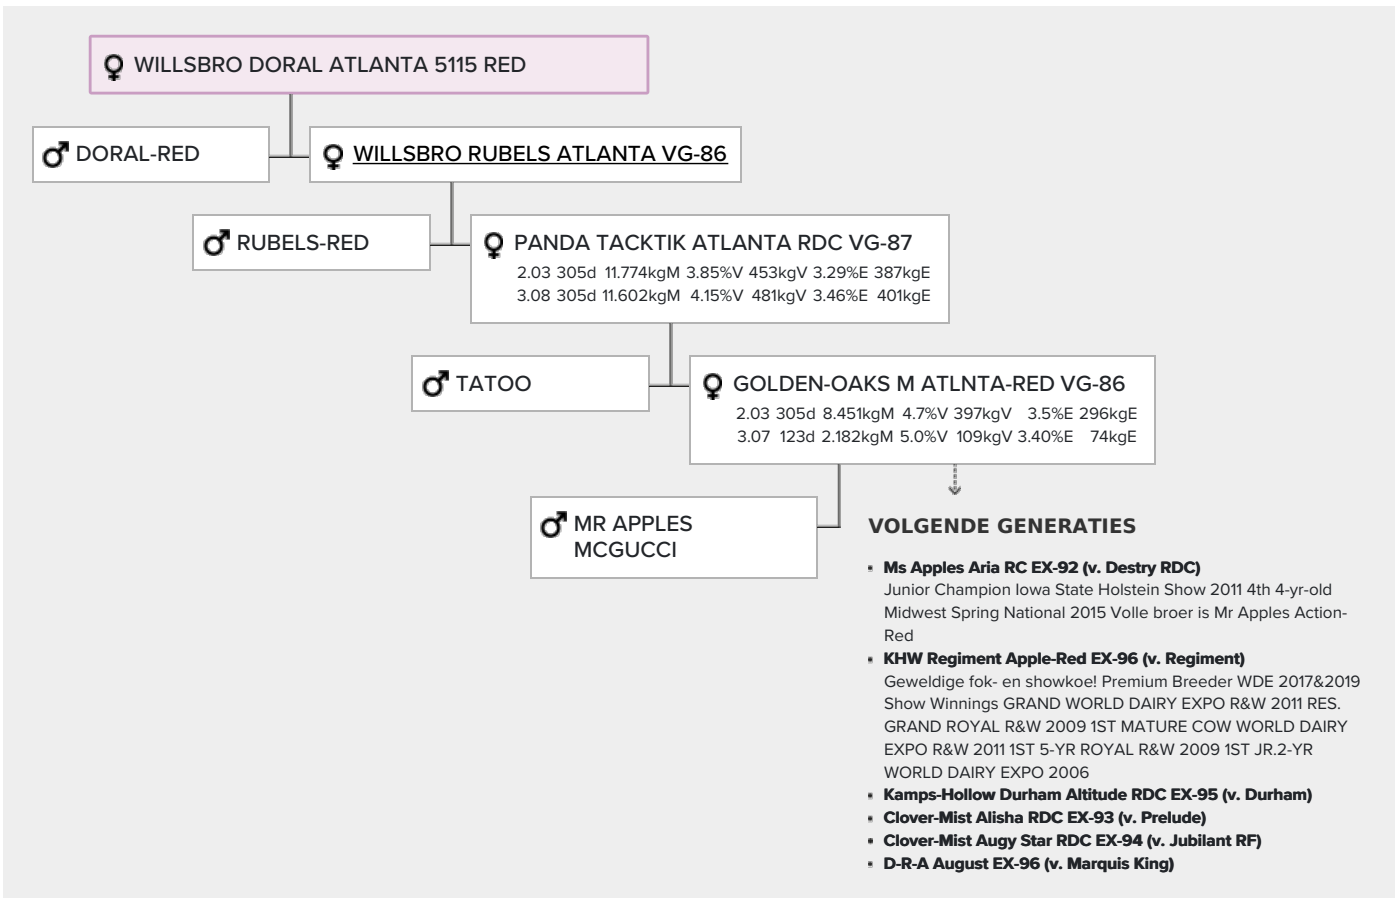 WILLSBRO DORAL ATLANTA 5115 RED
DORAL-RED
WILLSBRO RUBELS ATLANTA VG-86
RUBELS-RED
PANDA TACKTIK ATLANTA RDC VG-87
2.03 305d 11.774kgM 3.85%V 453kgV 3.29%E 387kgE
3.08 305d 11.602kgM 4.15%V 481kgV 3.46%E 401kgE
TATOO
GOLDEN-OAKS M ATLNTA-RED VG-86
2.03 305d 8.451kgM 4.7%V 397kgV 3.5%E 296kgE
3.07 123d 2.182kgM 5.0%V 109kgV 3.40%E 74kgE
MR APPLES
MCGUCCI
VOLGENDE GENERATIES
Ms Apples Aria RC EX-92 (v. Destry RDC)
Junior Champion Iowa State Holstein Show 2011 4th 4-yr-old
Midwest Spring National 2015 Volle broer is Mr Apples Action-
Red
KHW Regiment Apple-Red EX-96 (v. Regiment)
Geweldige fok- en showkoe! Premium Breeder WDE 2017&2019
Show Winnings GRAND WORLD DAIRY EXPO R&W 2011 RES.
GRAND ROYAL R&W 2009 1ST MATURE COW WORLD DAIRY
EXPO R&W 2011 1ST 5-YR ROYAL R&W 2009 1ST JR.2-YR
WORLD DAIRY EXPO 2006
Kamps-Hollow Durham Altitude RDC EX-95 (v. Durham)
Clover-Mist Alisha RDC EX-93 (v. Prelude)
Clover-Mist Augy Star RDC EX-94 (v. Jubilant RF)
D-R-A August EX-96 (v. Marquis King)